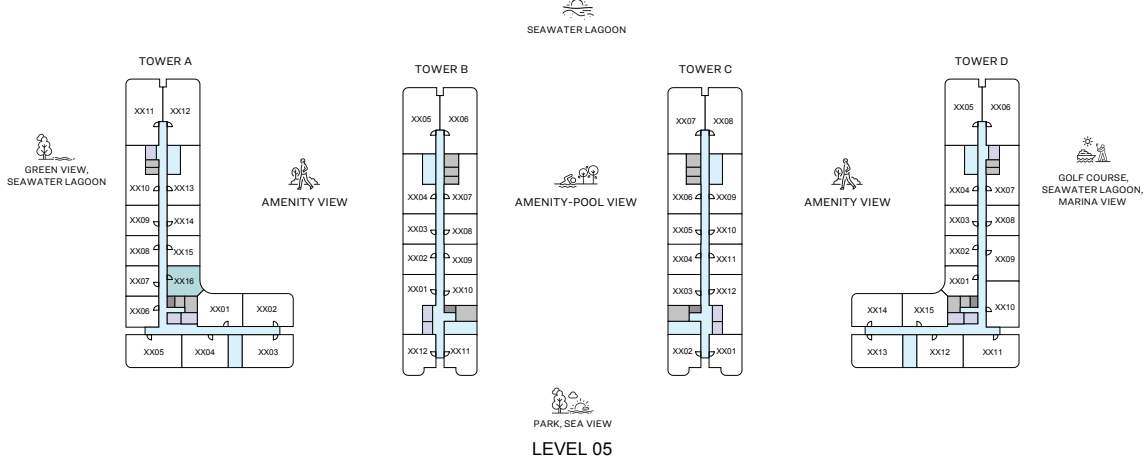 SEAWATER LAGOON
TOWER A
TOWER B
TOWER C
TOWER D
XX11 XX12
XX10 XX13
XX09 XX14
XX08 XX15
XX07 XX16
XX06 XX01 XX02
XX05 XX04 XX03
XX05 XX06
XX04 XX07
XX03 XX08
XX02 XX09
XX01 XX10
XX12 XX11
XX07 XX08
XX06 XX09
XX05 XX10
XX04 XX11
XX03 XX12
XX02 XX01
XX05 XX06
XX04 XX07
XX03 XX08
XX02 XX09
XX01
XX14 XX15 XX10
XX13 XX12 XX11
GREEN VIEW,
SEAWATER LAGOON
AMENITY VIEW
AMENITY-POOL VIEW
AMENITY VIEW
GOLF COURSE,
SEAWATER LAGOON,
MARINA VIEW
PARK, SEA VIEW
LEVEL 05